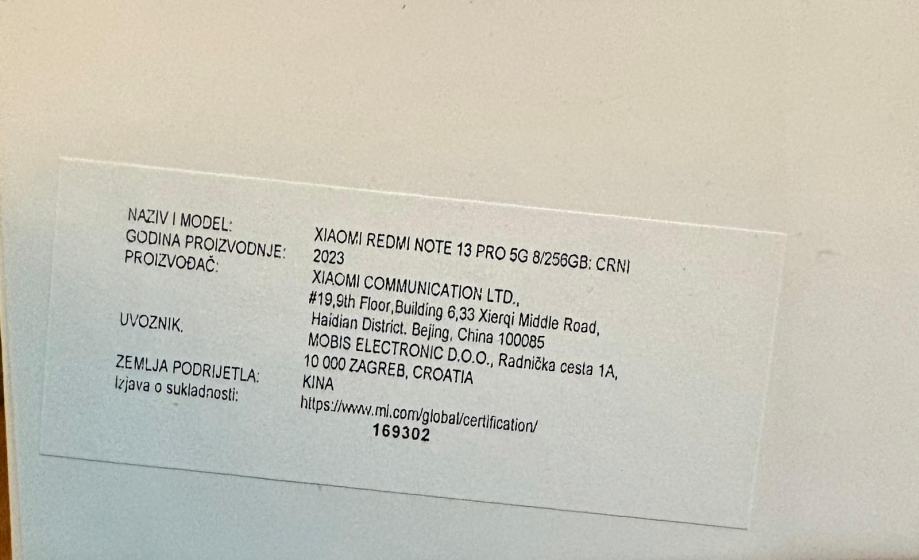 NAZIV I MODEL: XIAOMI REDMI NOTE 13 PRO 5G 8/256GB: CRNI
GODINA PROIZVODNJE: 2023
PROIZVOĐAČ: XIAOMI COMMUNICATION LTD.,
#19,9th Floor,Building 6,33 Xierqi Middle Road,
Haidian District. Bejing, China 100085
UVOZNIK. MOBIS ELECTRONIC D.O.O., Radnička cesta 1A,
10 000 ZAGREB, CROATIA
ZEMLJA PODRIJETLA: KINA
Izjava o sukladnosti: https://www.mi.com/global/certification/
169302